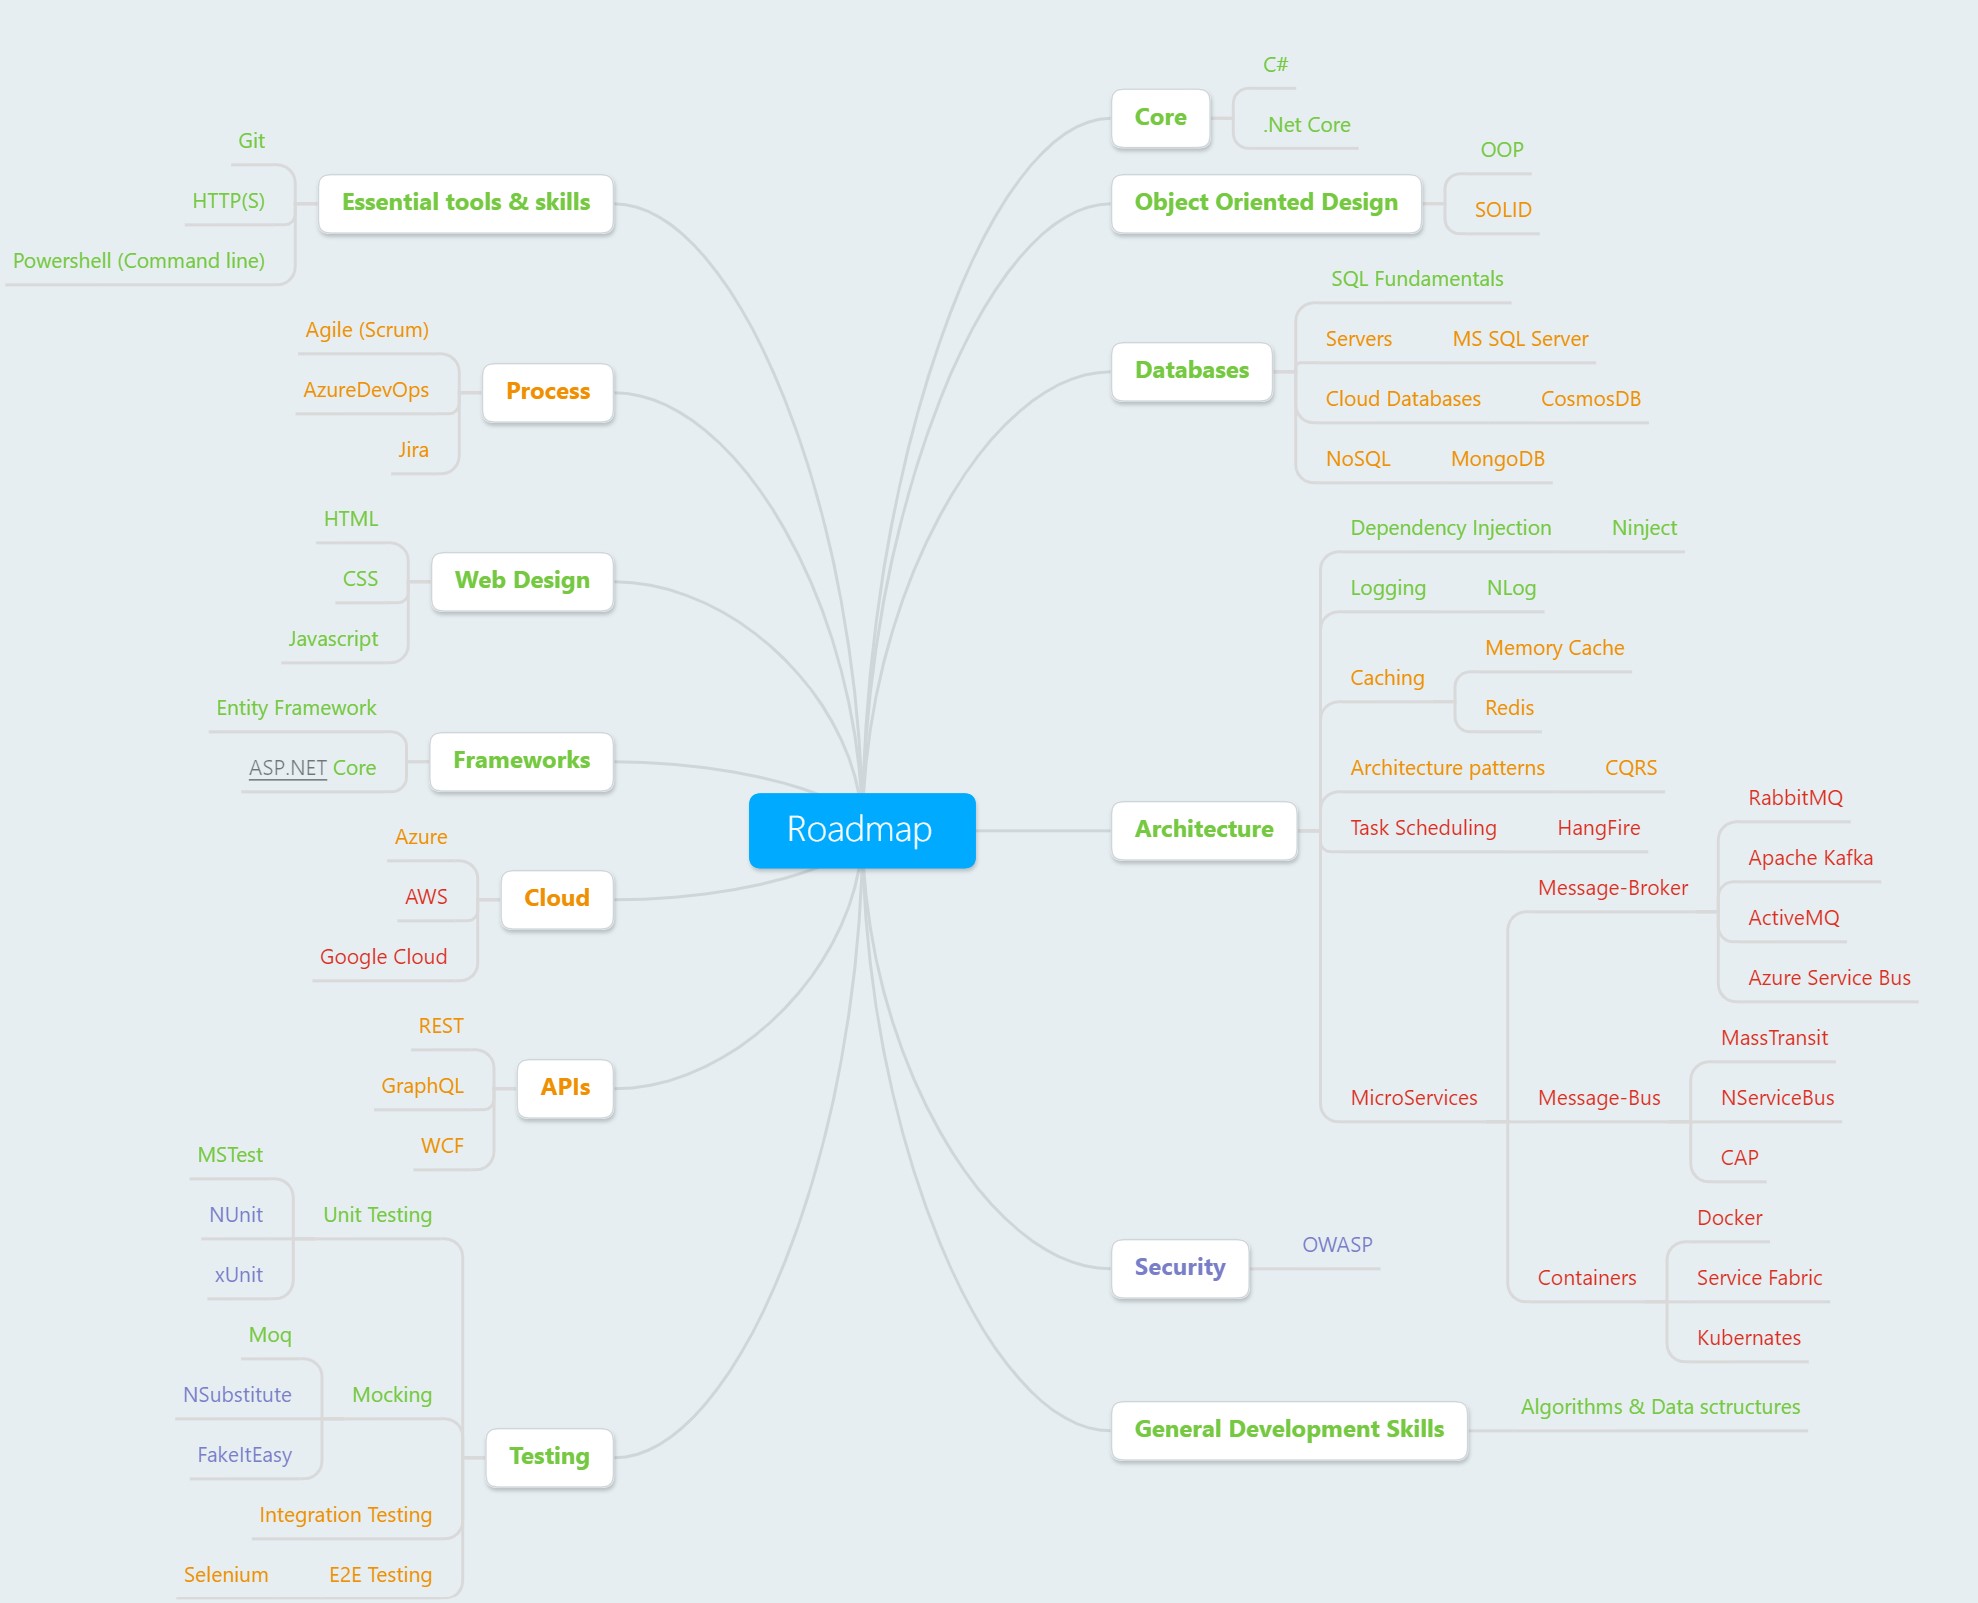 Roadmap
Essential tools & skills
Git
HTTP(S)
Powershell (Command line)
Process
Agile (Scrum)
AzureDevOps
Jira
Web Design
HTML
CSS
Javascript
Frameworks
Entity Framework
ASP.NET Core
Cloud
Azure
AWS
Google Cloud
APIs
REST
GraphQL
WCF
Testing
Unit Testing
MSTest
NUnit
xUnit
Mocking
Moq
NSubstitute
FakeItEasy
Integration Testing
E2E Testing
Selenium
Core
C#
.Net Core
Object Oriented Design
OOP
SOLID
Databases
SQL Fundamentals
Servers
MS SQL Server
Cloud Databases
CosmosDB
NoSQL
MongoDB
Architecture
Dependency Injection
Ninject
Logging
NLog
Caching
Memory Cache
Redis
Architecture patterns
CQRS
Task Scheduling
HangFire
MicroServices
Message-Broker
RabbitMQ
Apache Kafka
ActiveMQ
Azure Service Bus
Message-Bus
MassTransit
NServiceBus
CAP
Containers
Docker
Service Fabric
Kubernates
Security
OWASP
General Development Skills
Algorithms & Data sctructures